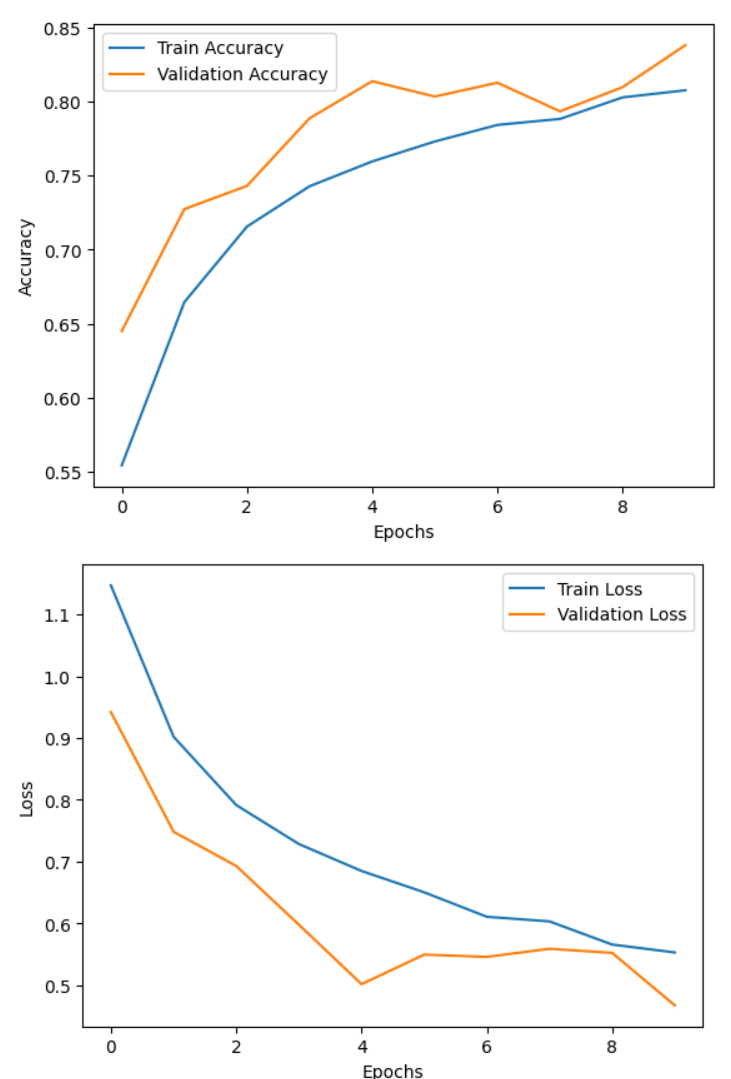 0.85
Train Accuracy
Validation Accuracy
0.80
0.75
0.70
0.65
0.60
0.55
Accuracy
0 2 4 6 8
Epochs
Train Loss
Validation Loss
1.1
1.0
0.9
0.8
0.7
0.6
0.5
Loss
0 2 4 6 8
Epochs